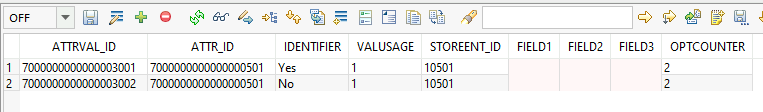 OFF
ATTRVAL_ID ATTR_ID IDENTIFIER VALUSAGE STOREENT_ID FIELD1 FIELD2 FIELD3 OPTCOUNTER
1 7000000000000003001 7000000000000000501 Yes 1 10501 2
2 7000000000000003002 7000000000000000501 No 1 10501 2